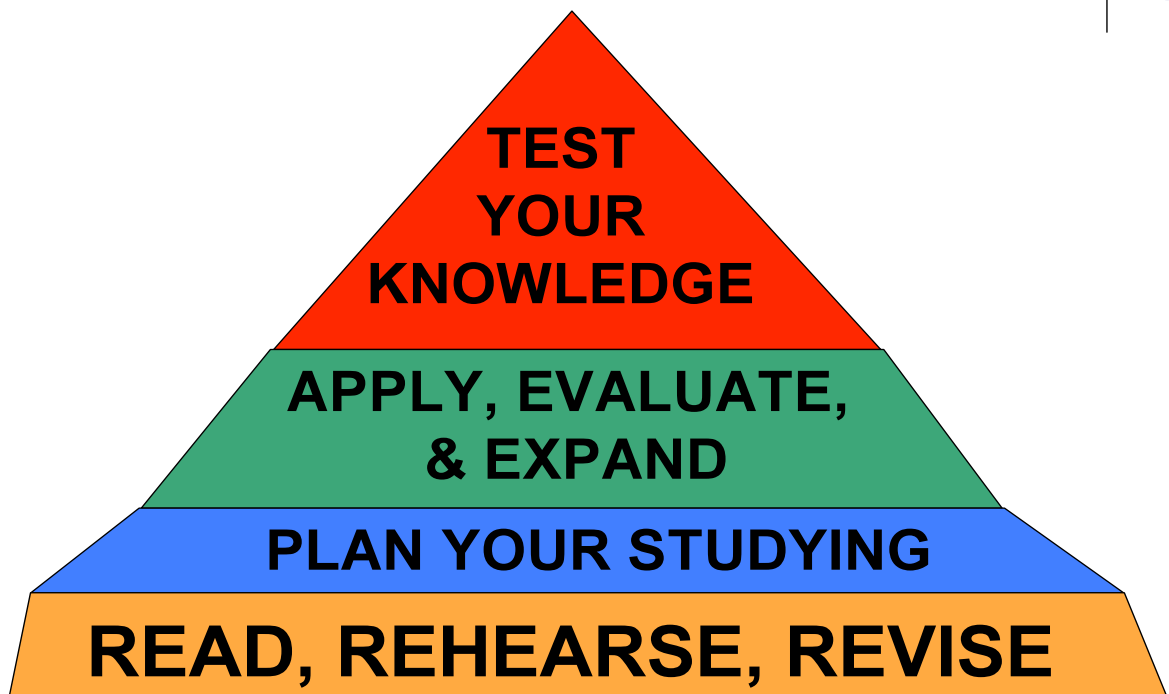 TEST
YOUR
KNOWLEDGE
APPLY, EVALUATE,
& EXPAND
PLAN YOUR STUDYING
READ, REHEARSE, REVISE